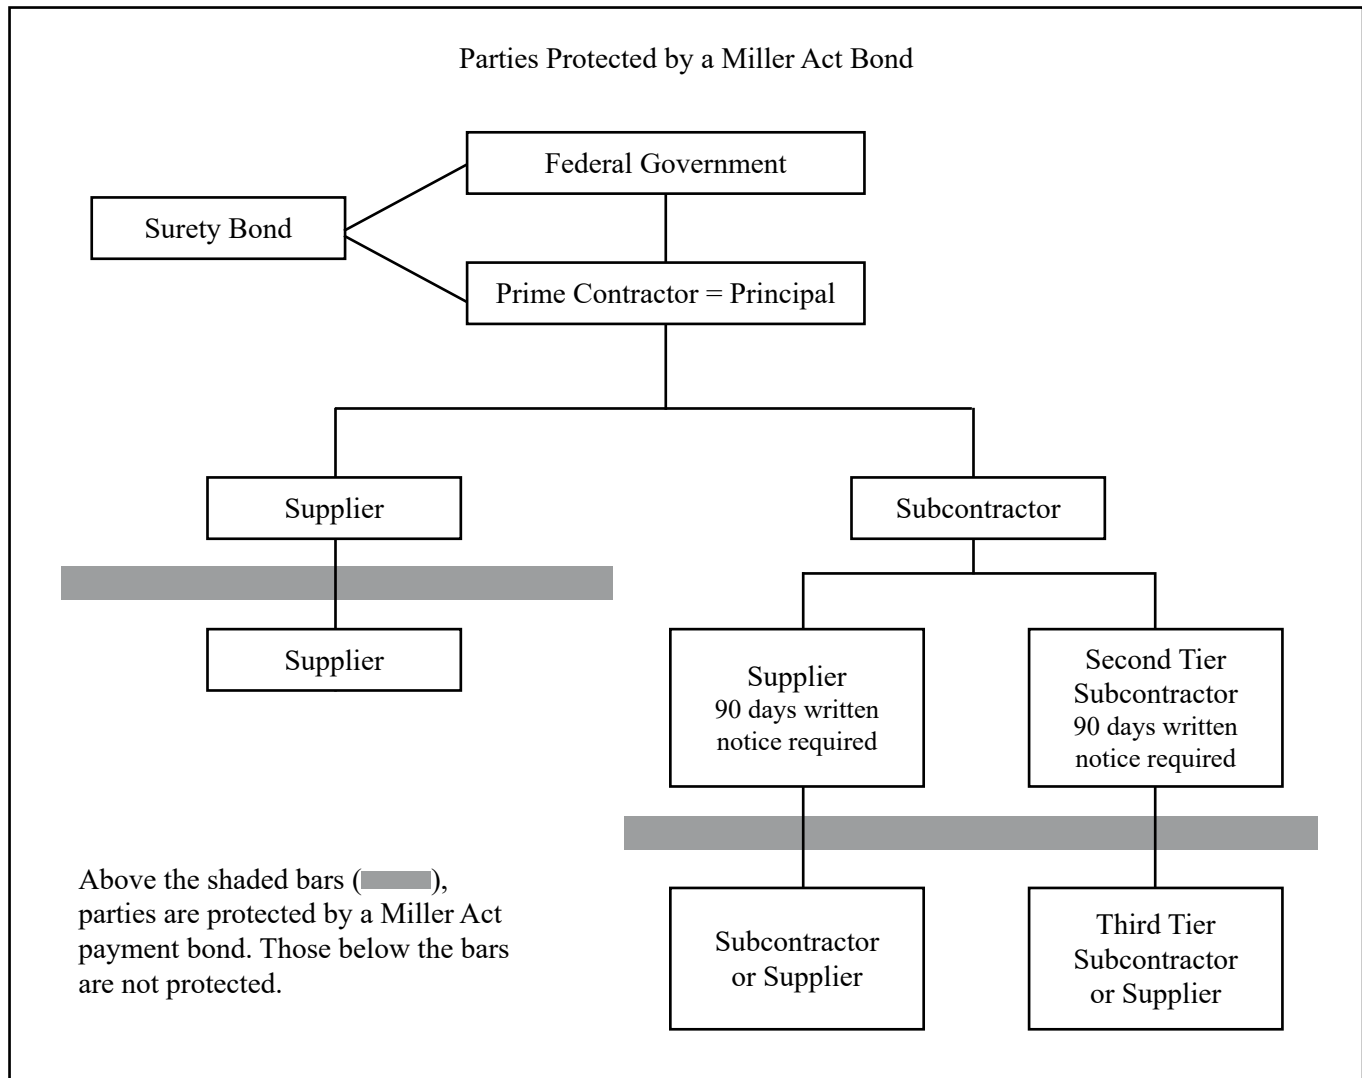 Parties Protected by a Miller Act Bond
Federal Government
Surety Bond
Prime Contractor = Principal
Supplier
Subcontractor
Supplier
Supplier
90 days written
notice required
Second Tier
Subcontractor
90 days written
notice required
Above the shaded bars (),
parties are protected by a Miller Act
payment bond. Those below the bars
are not protected.
Subcontractor
or Supplier
Third Tier
Subcontractor
or Supplier